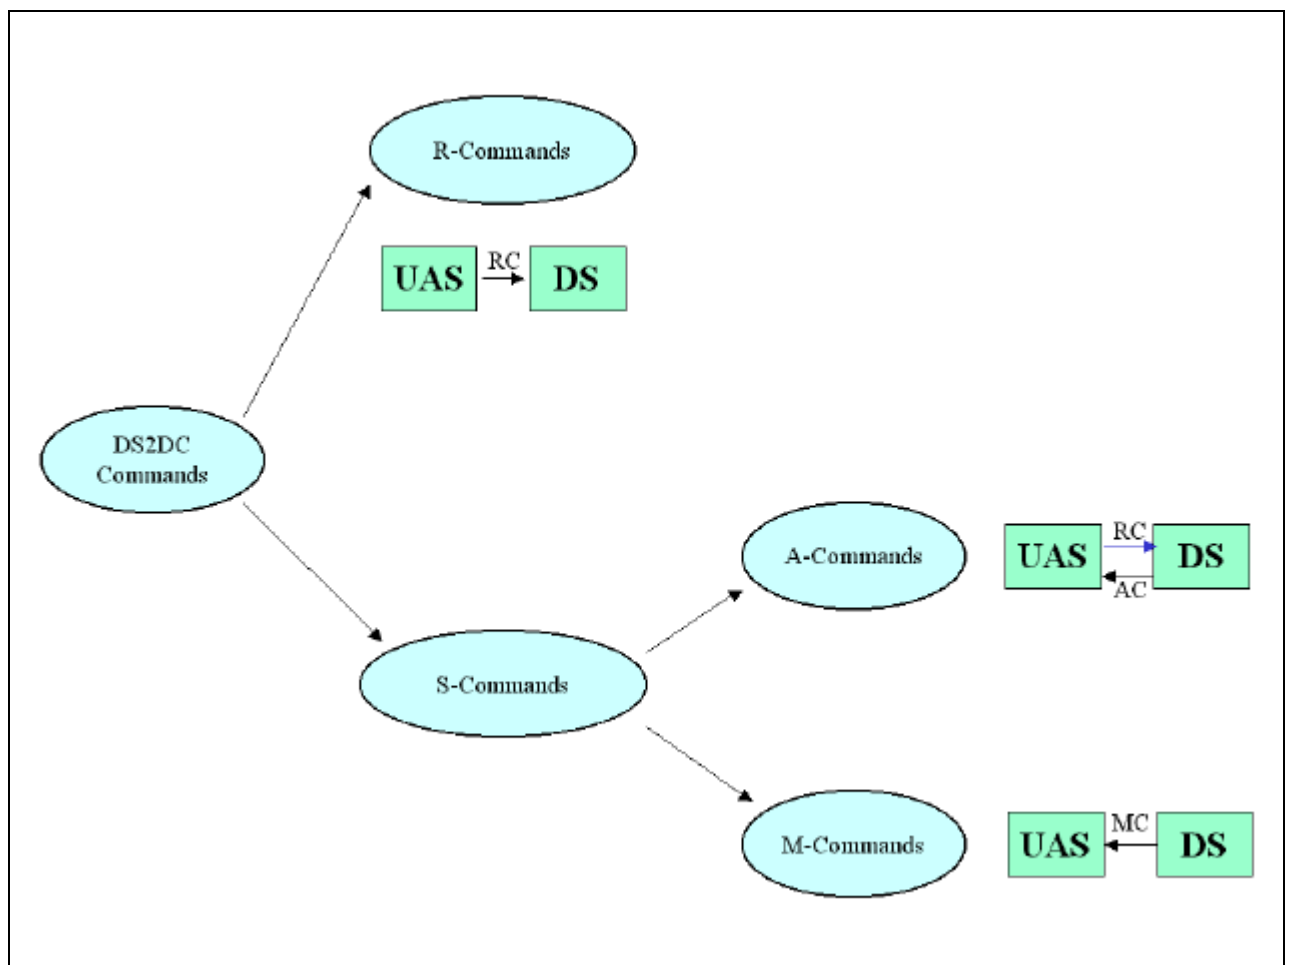 R-Commands
UAS RC DS
DS2DC
Commands
A-Commands
UAS RC DS
AC
S-Commands
M-Commands
UAS MC DS